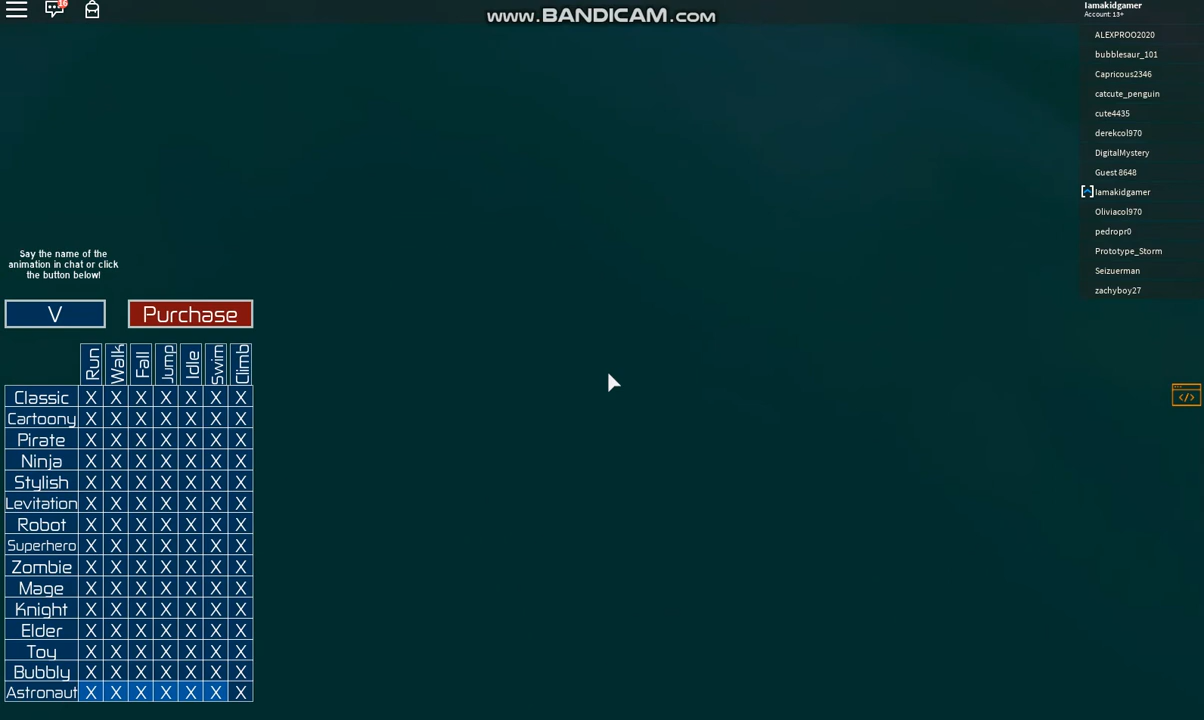 16
www.BANDICAM.com
Iamakidgamer
Account: 13+
ALEXPROO2020
bubblesaur_101
Capricous2346
catcute_penguin
cute4435
derekcol970
DigitalMystery
Guest 8648
Iamakidgamer
Oliviacol970
pedropr0
Prototype_Storm
Seizuerman
zachyboy27
Say the name of the
animation in chat or click
the button below!
V Purchase
Run Walk Fall Jump Idle Swim Climb
Classic X X X X X X X
Cartoony X X X X X X X
Pirate X X X X X X X
Ninja X X X X X X X
Stylish X X X X X X X
Levitation X X X X X X X
Robot X X X X X X X
Superhero X X X X X X X
Zombie X X X X X X X
Mage X X X X X X X
Knight X X X X X X X
Elder X X X X X X X
Toy X X X X X X X
Bubbly X X X X X X X
Astronaut X X X X X X X